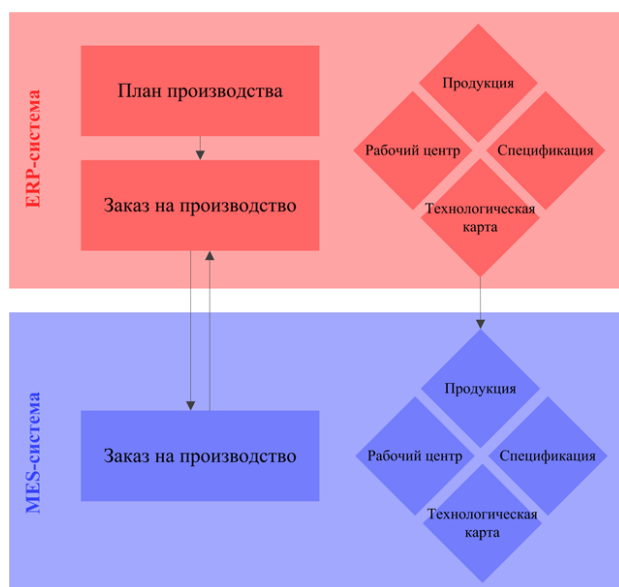 ERP-система
План производства
Заказ на производство
Продукция
Рабочий центр
Спецификация
Технологическая
карта
MES-система
Заказ на производство
Продукция
Рабочий центр
Спецификация
Технологическая
карта